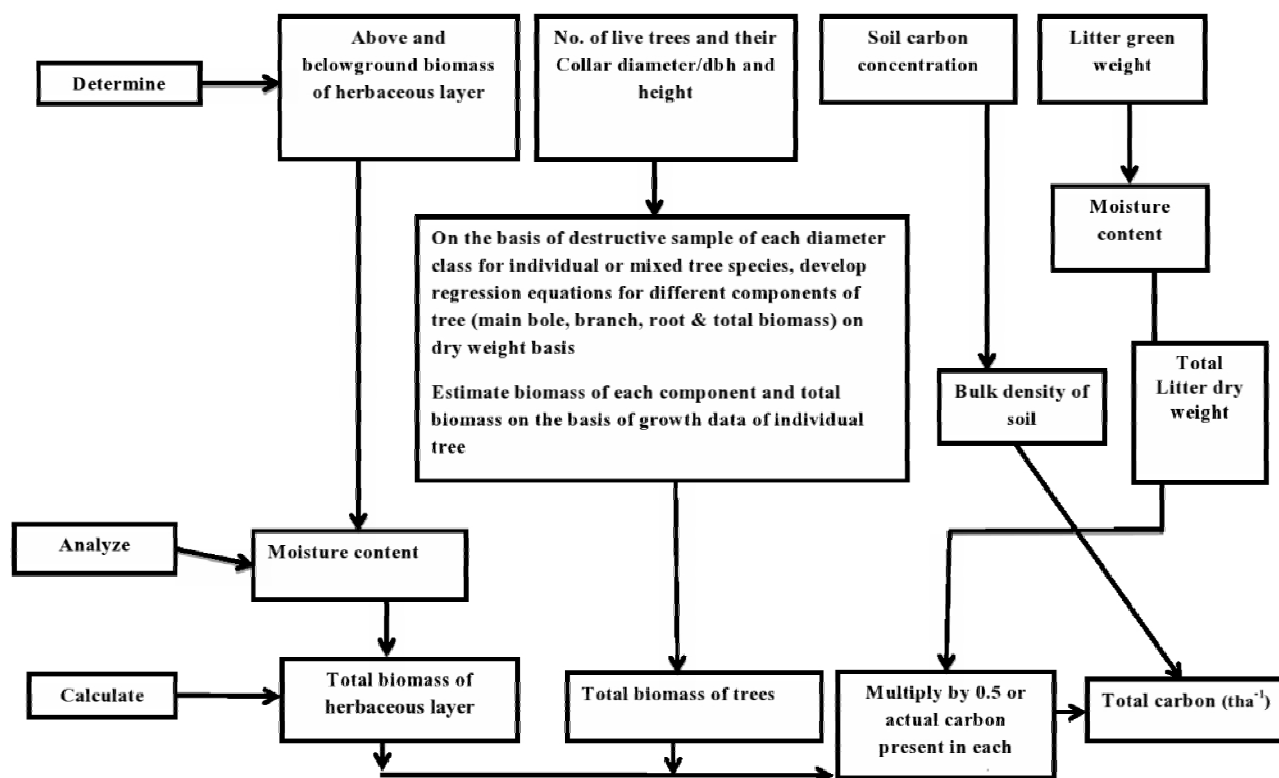 Determine
Above and
belowground biomass
of herbaceous layer
No. of live trees and their
Collar diameter/dbh and
height
Soil carbon
concentration
Litter green
weight
Moisture
content
On the basis of destructive sample of each diameter
class for individual or mixed tree species, develop
regression equations for different components of
tree (main bole, branch, root & total biomass) on
dry weight basis
Estimate biomass of each component and total
biomass on the basis of growth data of individual
tree
Bulk density of
soil
Total
Litter dry
weight
Analyze
Moisture content
Calculate
Total biomass of
herbaceous layer
Total biomass of trees
Multiply by 0.5 or
actual carbon
present in each
Total carbon (tha⁻¹)